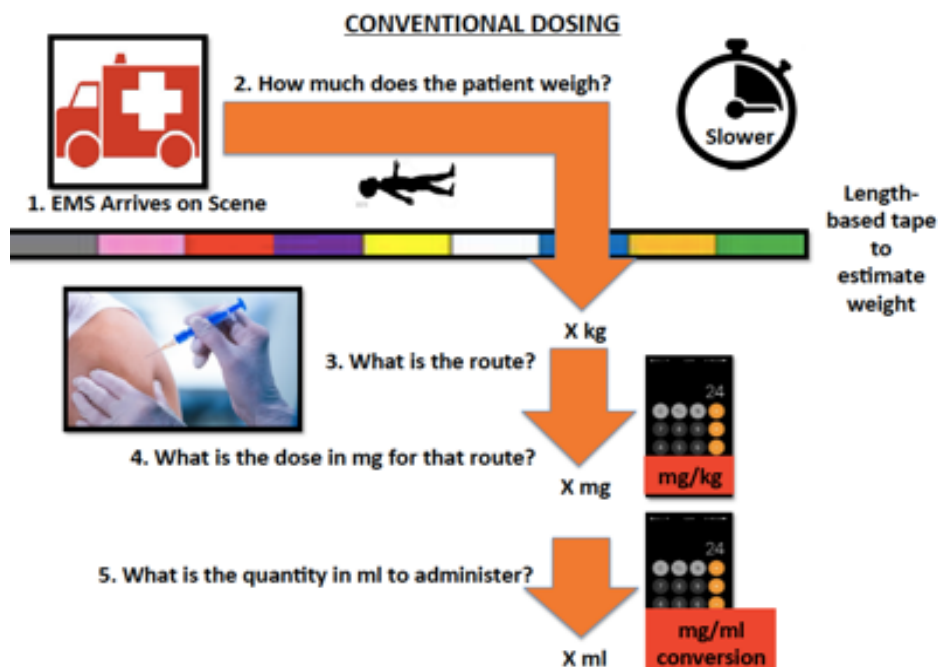 CONVENTIONAL DOSING
2. How much does the patient weigh?
Slower
1. EMS Arrives on Scene
Length-
based tape
to
estimate
weight
X kg
3. What is the route?
24
4. What is the dose in mg for that route?
mg/kg
X mg
24
5. What is the quantity in ml to administer?
mg/ml
conversion
X ml